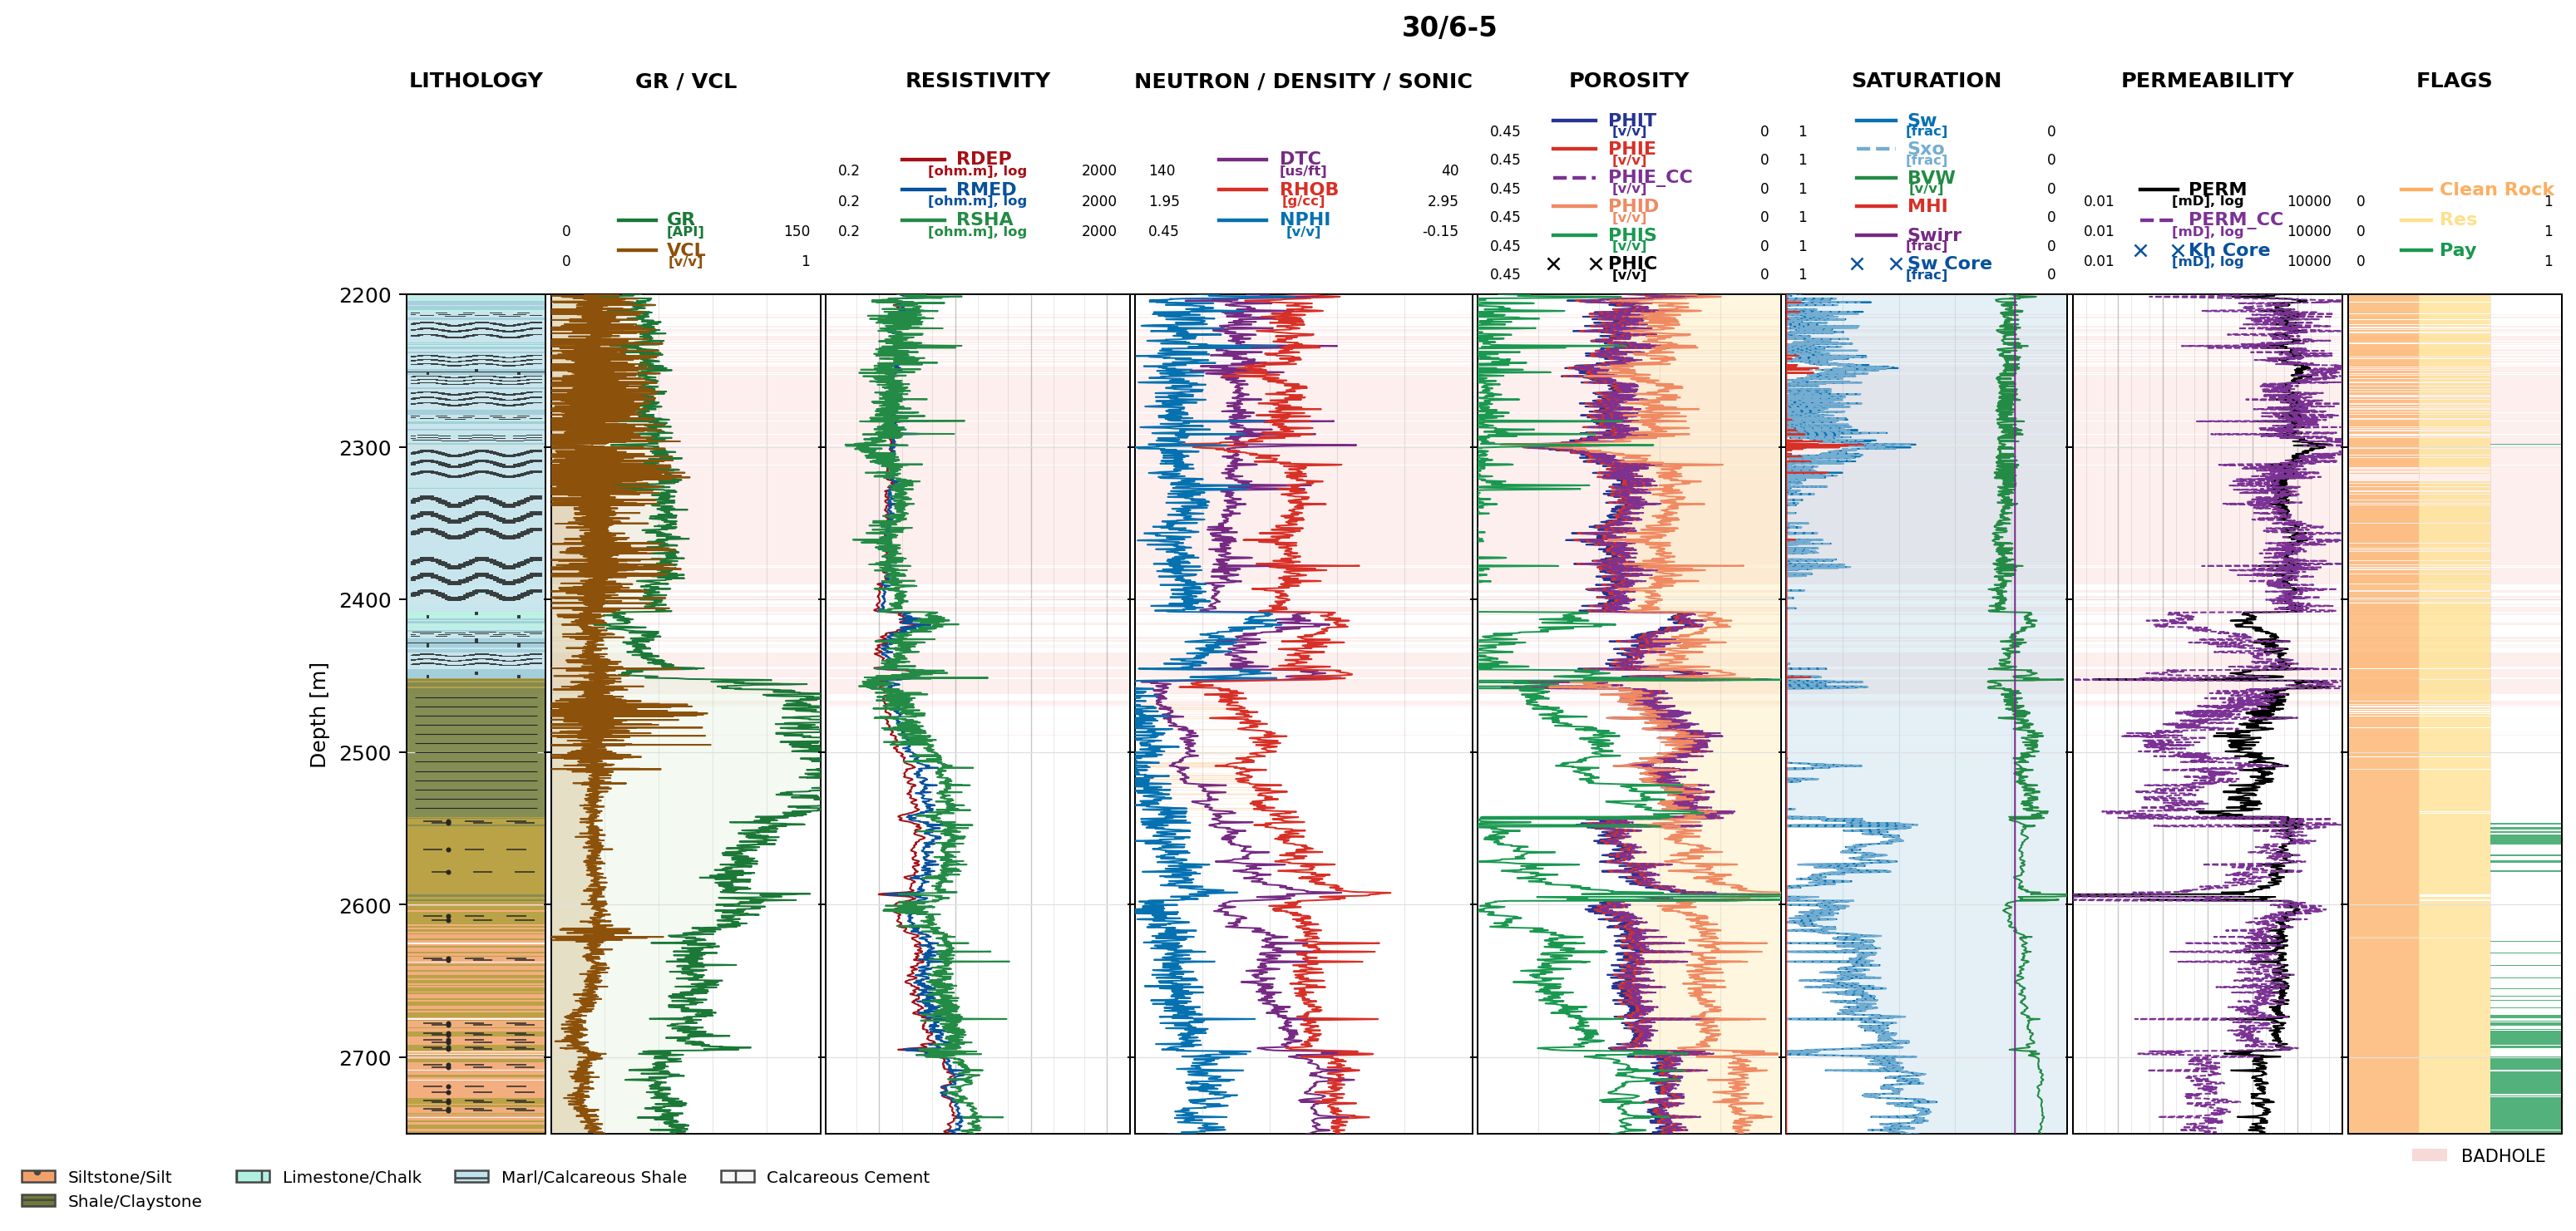 30/6-5
LITHOLOGY GR / VCL RESISTIVITY NEUTRON / DENSITY / SONIC POROSITY SATURATION PERMEABILITY FLAGS
GR
0 [API] 150
VCL
0 [v/v] 1
RDEP
0.2 [ohm.m], log 2000
RMED
0.2 [ohm.m], log 2000
RSHA
0.2 [ohm.m], log 2000
DTC
140 [us/ft] 40
RHOB
1.95 [g/cc] 2.95
NPHI
0.45 [v/v] -0.15
PHIT
0.45 [v/v] 0
PHIE
0.45 [v/v] 0
PHIE_CC
0.45 [v/v] 0
PHID
0.45 [v/v] 0
PHIS
0.45 [v/v] 0
PHIC
0.45 [v/v] 0
Sw
1 [frac] 0
Sxo
1 [frac] 0
BVW
1 [v/v] 0
MHI
1 0
Swirr
1 [frac] 0
Sw Core
1 [frac] 0
PERM
0.01 [mD], log 10000
PERM_CC
0.01 [mD], log 10000
Kh Core
0.01 [mD], log 10000
Clean Rock
0 1
Res
0 1
Pay
0 1
Depth [m]
2200
2300
2400
2500
2600
2700
BADHOLE
Siltstone/Silt Limestone/Chalk Marl/Calcareous Shale Calcareous Cement
Shale/Claystone